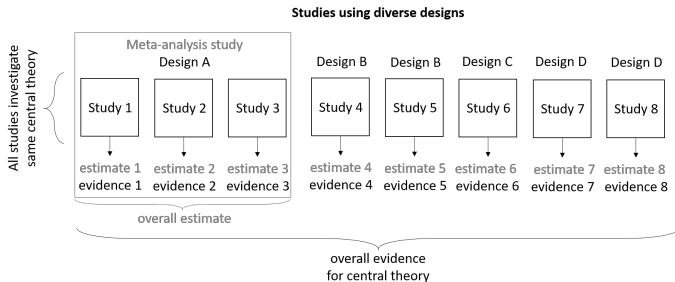 Studies using diverse designs
All studies investigate
same central theory
Meta-analysis study
Design A
Design B
Design B
Design C
Design D
Design D
Study 1
Study 2
Study 3
Study 4
Study 5
Study 6
Study 7
Study 8
estimate 1
evidence 1
estimate 2
evidence 2
estimate 3
evidence 3
estimate 4
evidence 4
estimate 5
evidence 5
estimate 6
evidence 6
estimate 7
evidence 7
estimate 8
evidence 8
overall estimate
overall evidence
for central theory